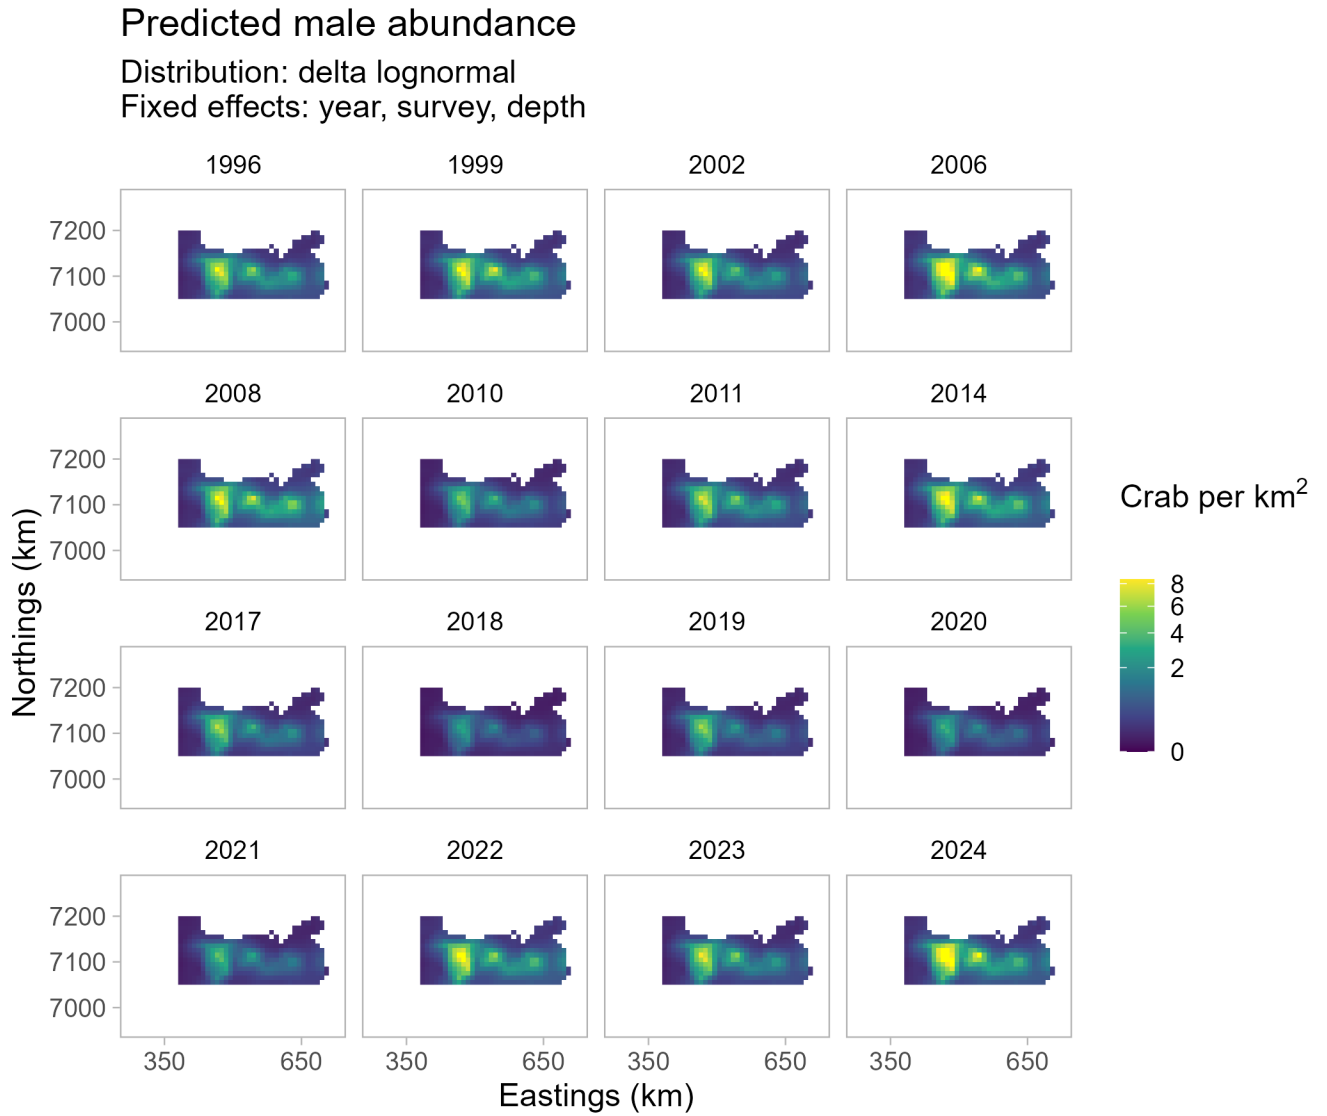 Predicted male abundance
Distribution: delta lognormal
Fixed effects: year, survey, depth
1996 1999 2002 2006
7200
7100
7000
2008 2010 2011 2014
7200
7100
7000
2017 2018 2019 2020
7200
7100
7000
2021 2022 2023 2024
7200
7100
7000
350 650 350 650 350 650 350 650
Eastings (km)
Northings (km)
Crab per km²
8
6
4
2
0